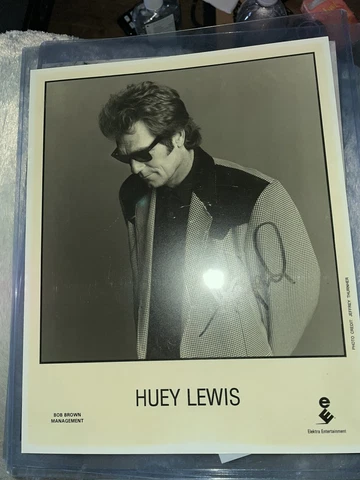 PHOTO CREDIT: JEFFREY THURNHER
HUEY LEWIS
BOB BROWN
MANAGEMENT
Elektra Entertainment